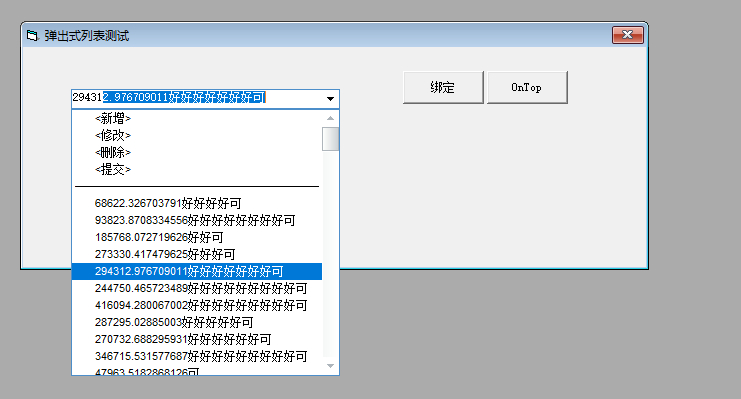 弹出式列表测试
绑定
OnTop
294312.976709011好好好好好好好可
<新增>
<修改>
<删除>
<提交>
68622.326703791好好好好可
93823.8708334556好好好好好好好好可
185768.072719626好好可
273330.417479625好好好可
294312.976709011好好好好好好好可
244750.465723489好好好好好好好好好可
416094.280067002好好好好好好好好好可
287295.02885003好好好好好可
270732.688295931好好好好好好可
346715.531577687好好好好好好好好好可
47963.5182868126可